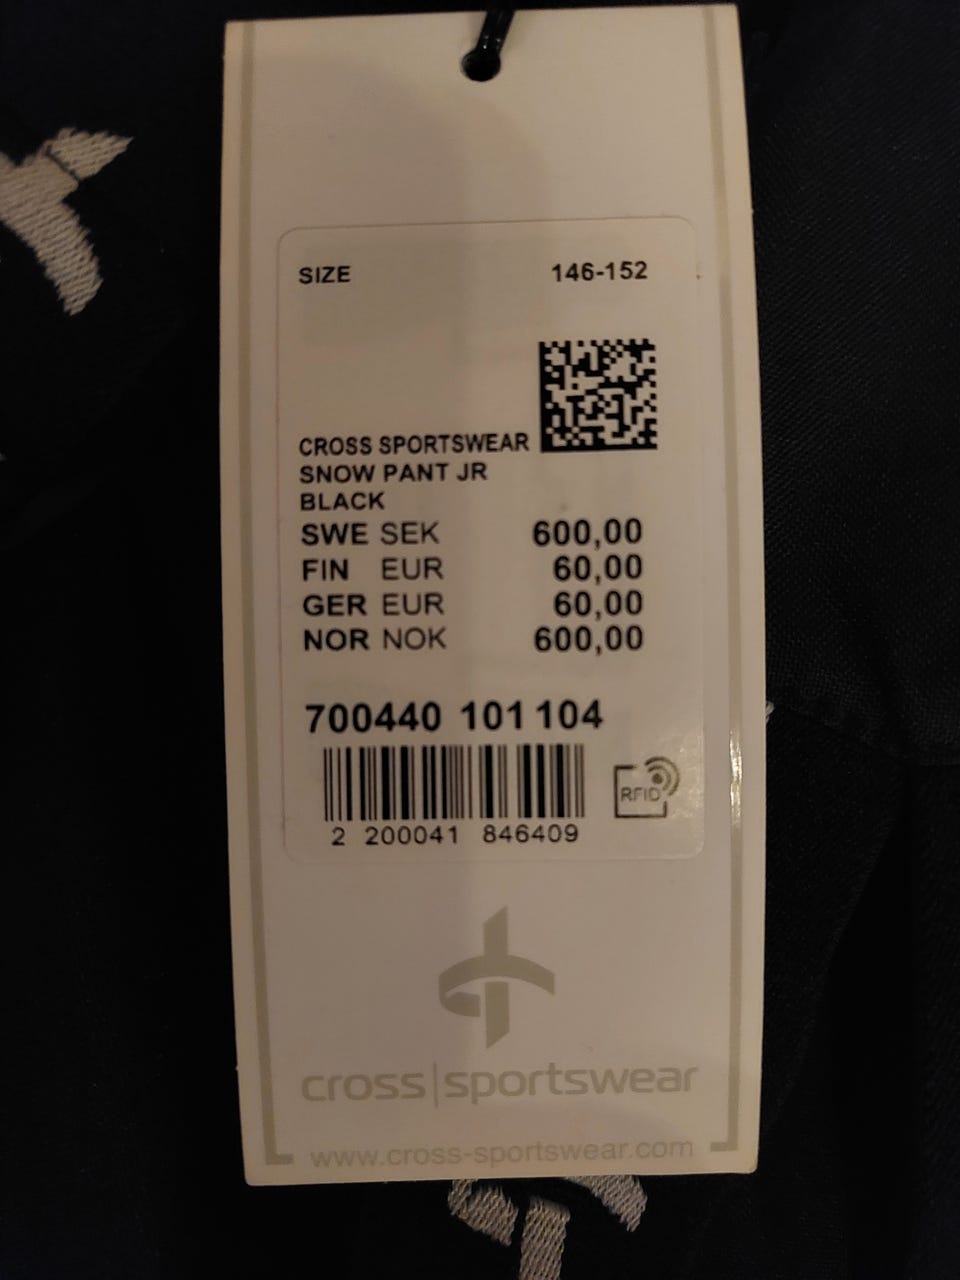 SIZE 146-152
CROSS SPORTSWEAR
SNOW PANT JR
BLACK
SWE SEK 600,00
FIN EUR 60,00
GER EUR 60,00
NOR NOK 600,00
700440 101 104
RFID
2 200041 846409
cross|sportswear
www.cross-sportswear.com